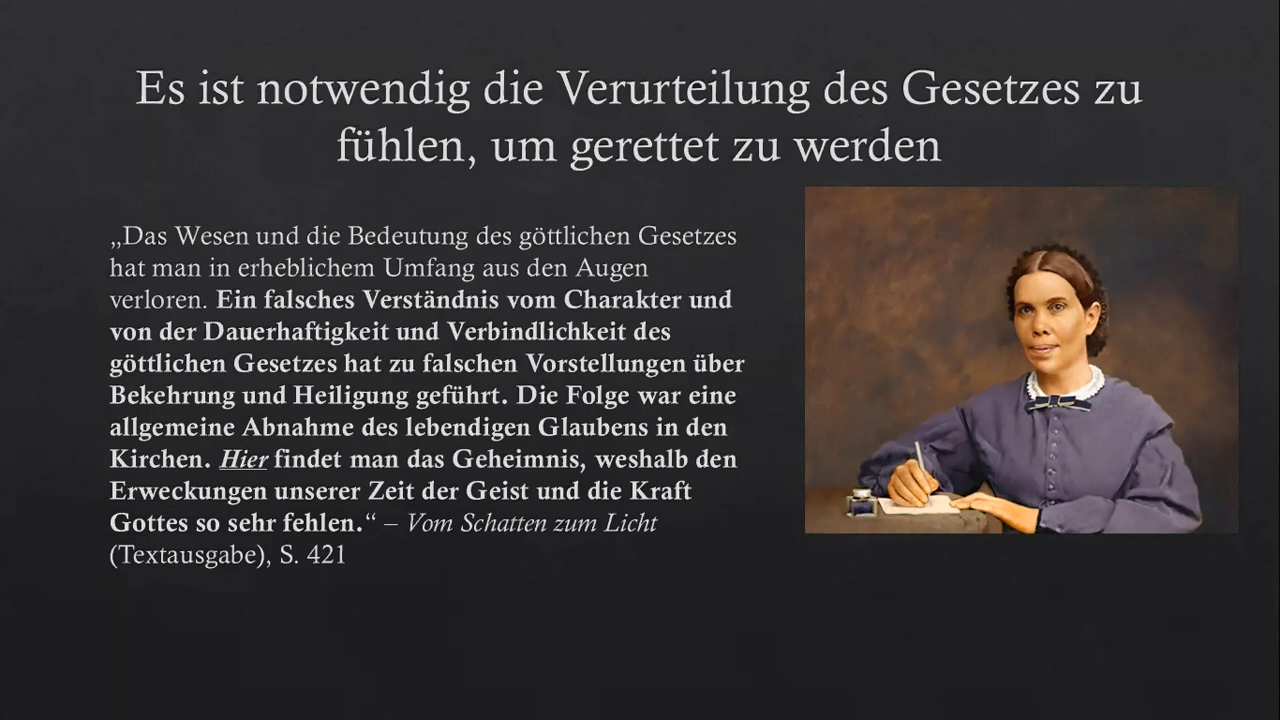 Es ist notwendig die Verurteilung des Gesetzes zu
fühlen, um gerettet zu werden
„Das Wesen und die Bedeutung des göttlichen Gesetzes
hat man in erheblichem Umfang aus den Augen
verloren. Ein falsches Verständnis vom Charakter und
von der Dauerhaftigkeit und Verbindlichkeit des
göttlichen Gesetzes hat zu falschen Vorstellungen über
Bekehrung und Heiligung geführt. Die Folge war eine
allgemeine Abnahme des lebendigen Glaubens in den
Kirchen. Hier findet man das Geheimnis, weshalb den
Erweckungen unserer Zeit der Geist und die Kraft
Gottes so sehr fehlen.“ – Vom Schatten zum Licht
(Textausgabe), S. 421